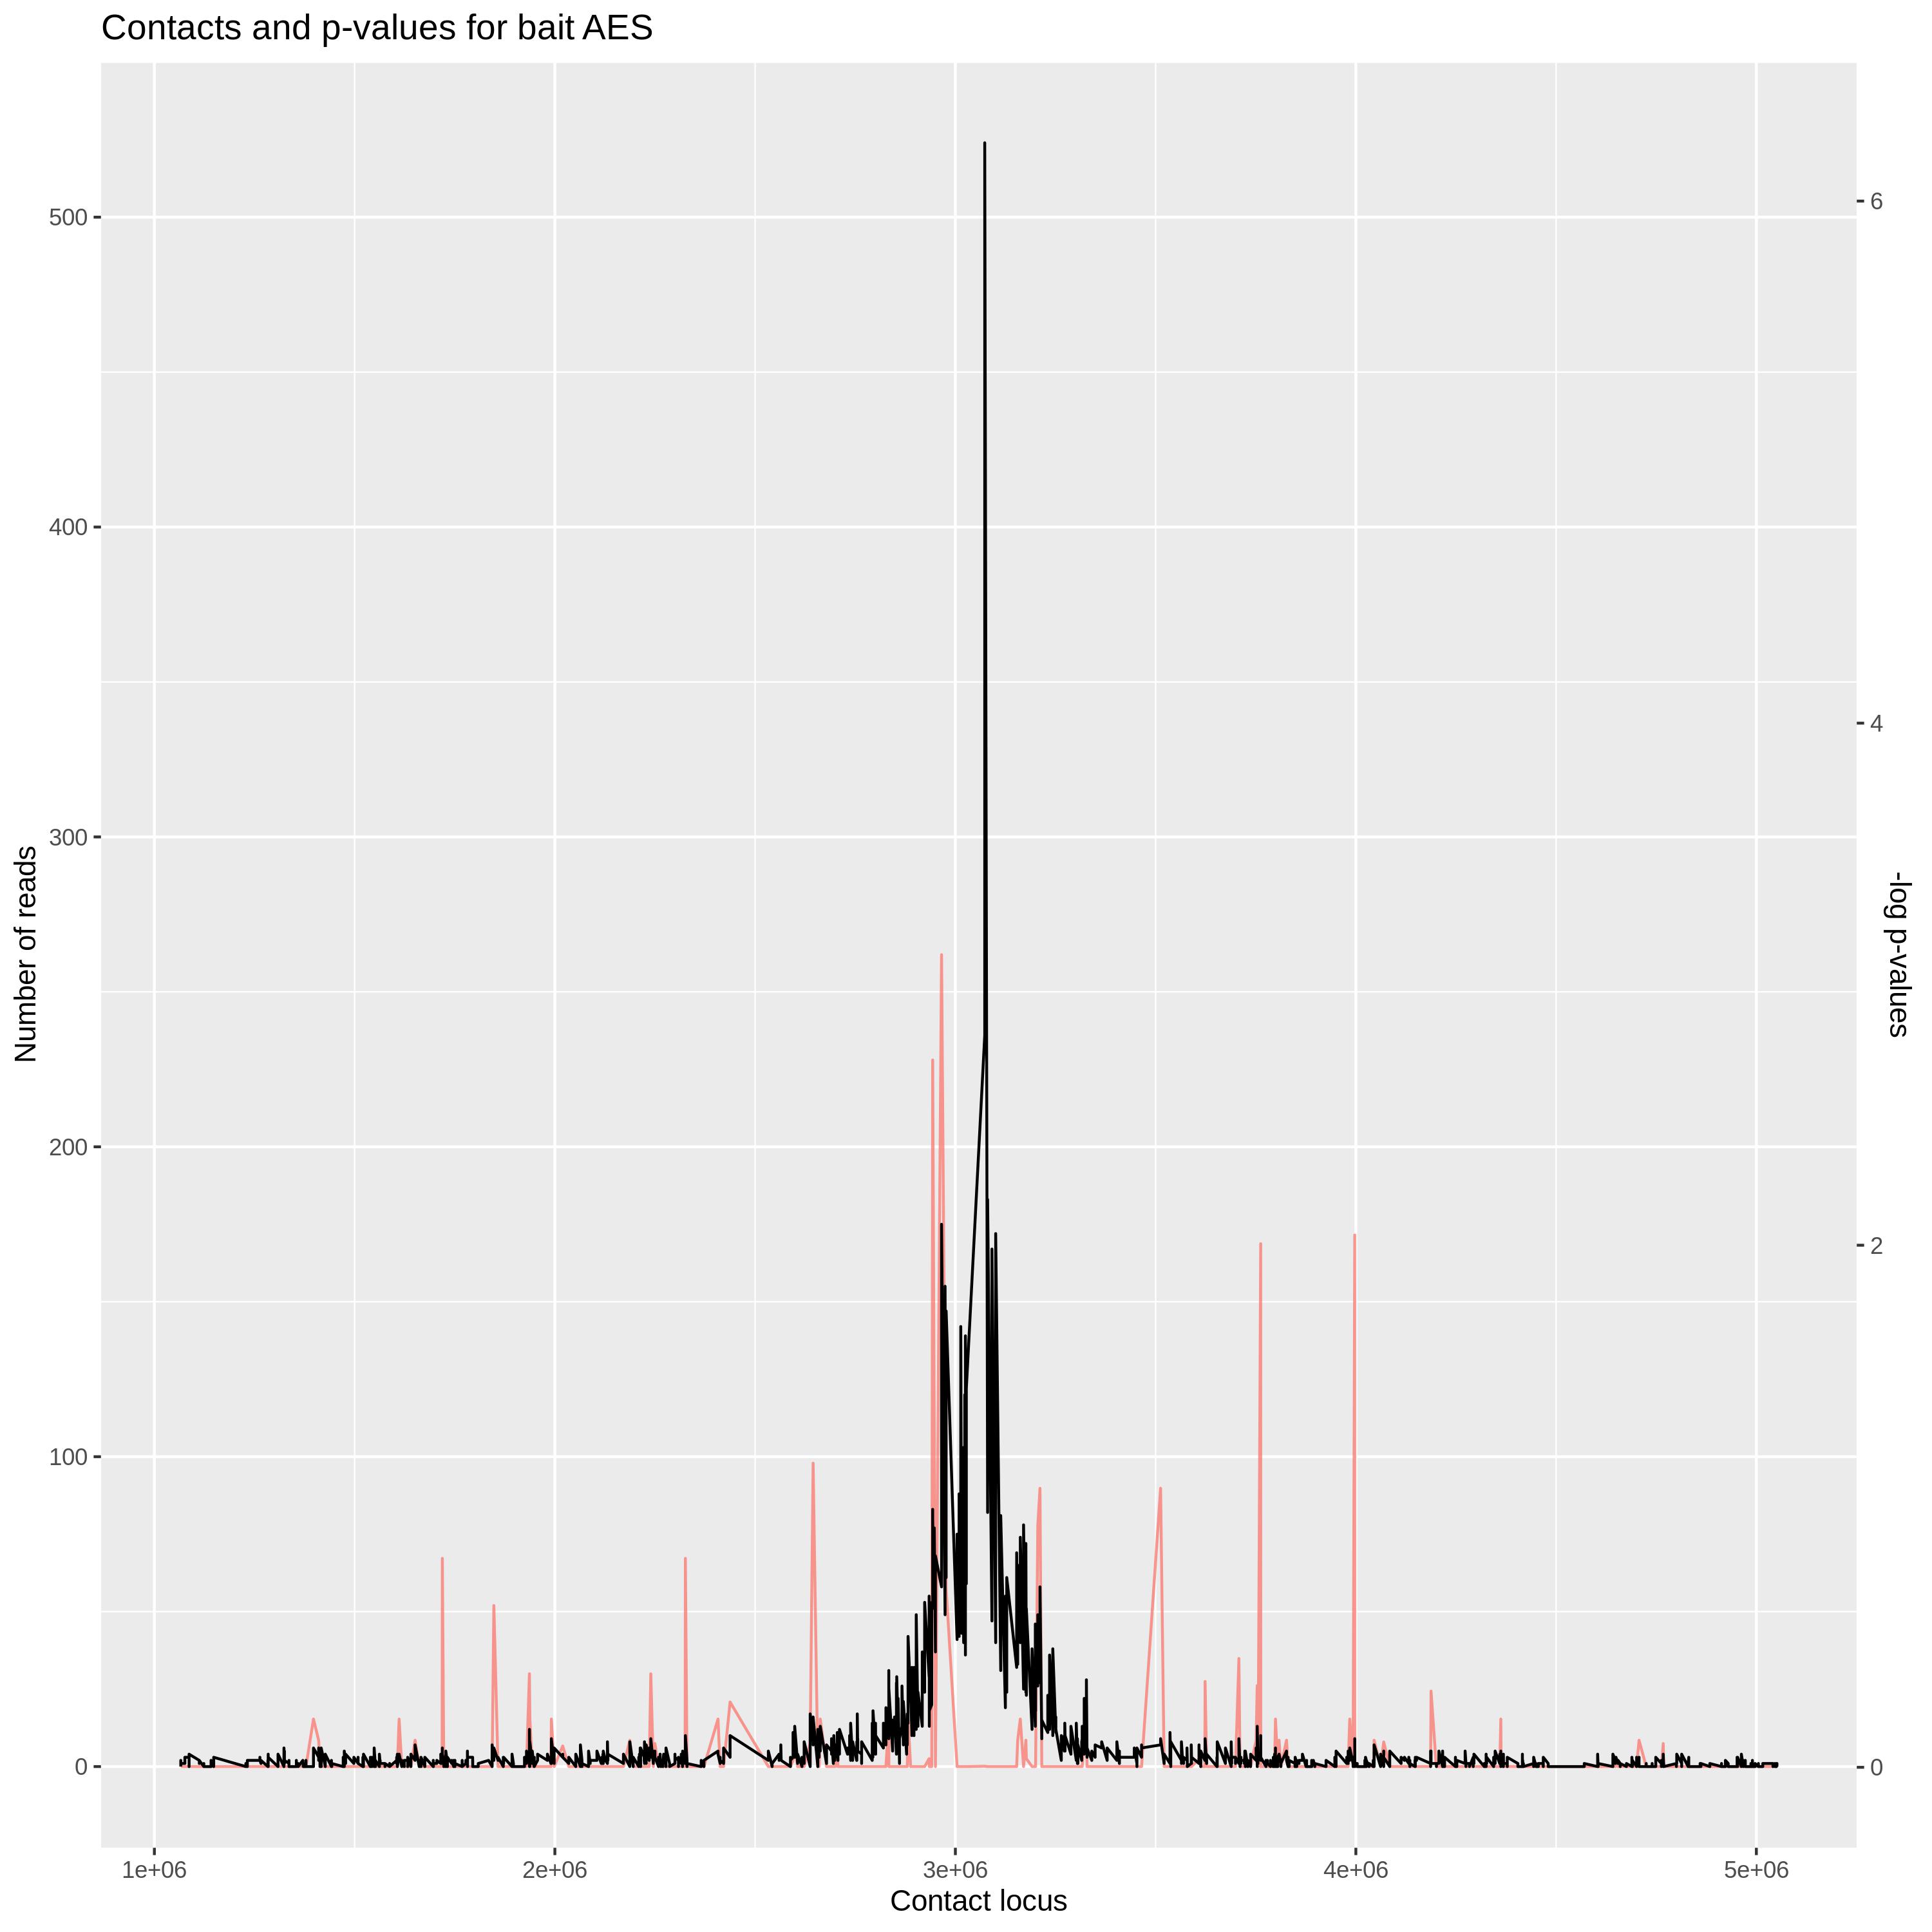 Contacts and p-values for bait AES
500
400
300
200
100
0
6
4
2
0
Number of reads
-log p-values
1e+06 2e+06 3e+06 4e+06 5e+06
Contact locus